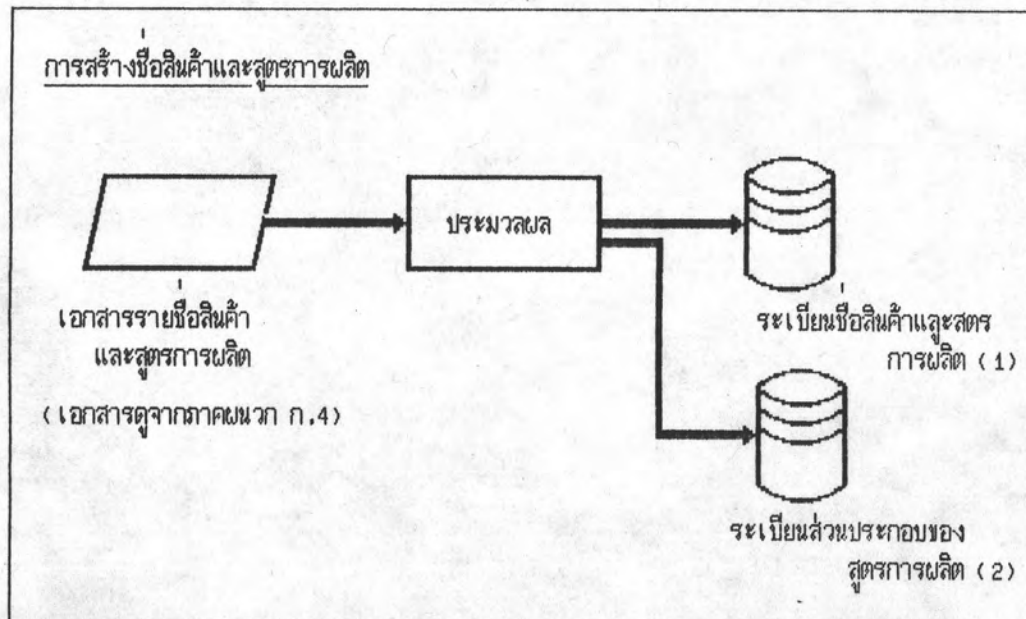 การสร้างชื่อสินค้าและสูตรการผลิต
ประมวลผล
เอกสารรายชื่อสินค้า
และสูตรการผลิต
(เอกสารดูจากภาคผนวก ก.4)
ระเบียนชื่อสินค้าและสูตร
การผลิต (1)
ระเบียนส่วนประกอบของ
สูตรการผลิต (2)